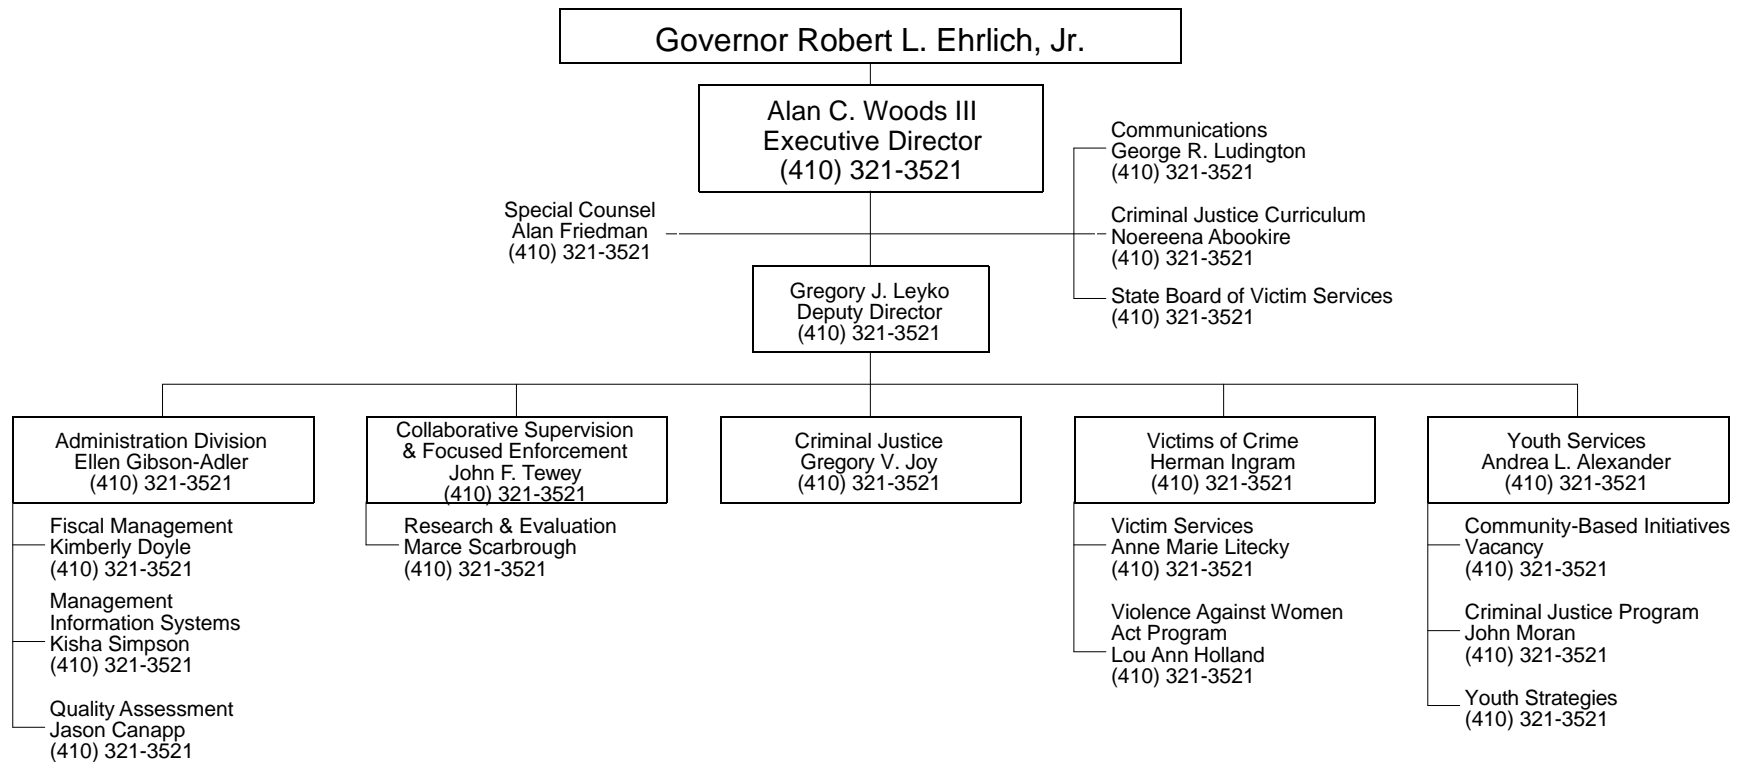 Governor Robert L. Ehrlich, Jr.
Alan C. Woods III
Executive Director
(410) 321-3521
Communications
George R. Ludington
(410) 321-3521
Special Counsel
Alan Friedman
(410) 321-3521
Criminal Justice Curriculum
Noereena Abookire
(410) 321-3521
State Board of Victim Services
(410) 321-3521
Gregory J. Leyko
Deputy Director
(410) 321-3521
Administration Division
Ellen Gibson-Adler
(410) 321-3521
Fiscal Management
Kimberly Doyle
(410) 321-3521
Management
Information Systems
Kisha Simpson
(410) 321-3521
Quality Assessment
Jason Canapp
(410) 321-3521
Collaborative Supervision
& Focused Enforcement
John F. Tewey
(410) 321-3521
Research & Evaluation
Marce Scarbrough
(410) 321-3521
Criminal Justice
Gregory V. Joy
(410) 321-3521
Victims of Crime
Herman Ingram
(410) 321-3521
Victim Services
Anne Marie Litecky
(410) 321-3521
Violence Against Women
Act Program
Lou Ann Holland
(410) 321-3521
Youth Services
Andrea L. Alexander
(410) 321-3521
Community-Based Initiatives
Vacancy
(410) 321-3521
Criminal Justice Program
John Moran
(410) 321-3521
Youth Strategies
(410) 321-3521